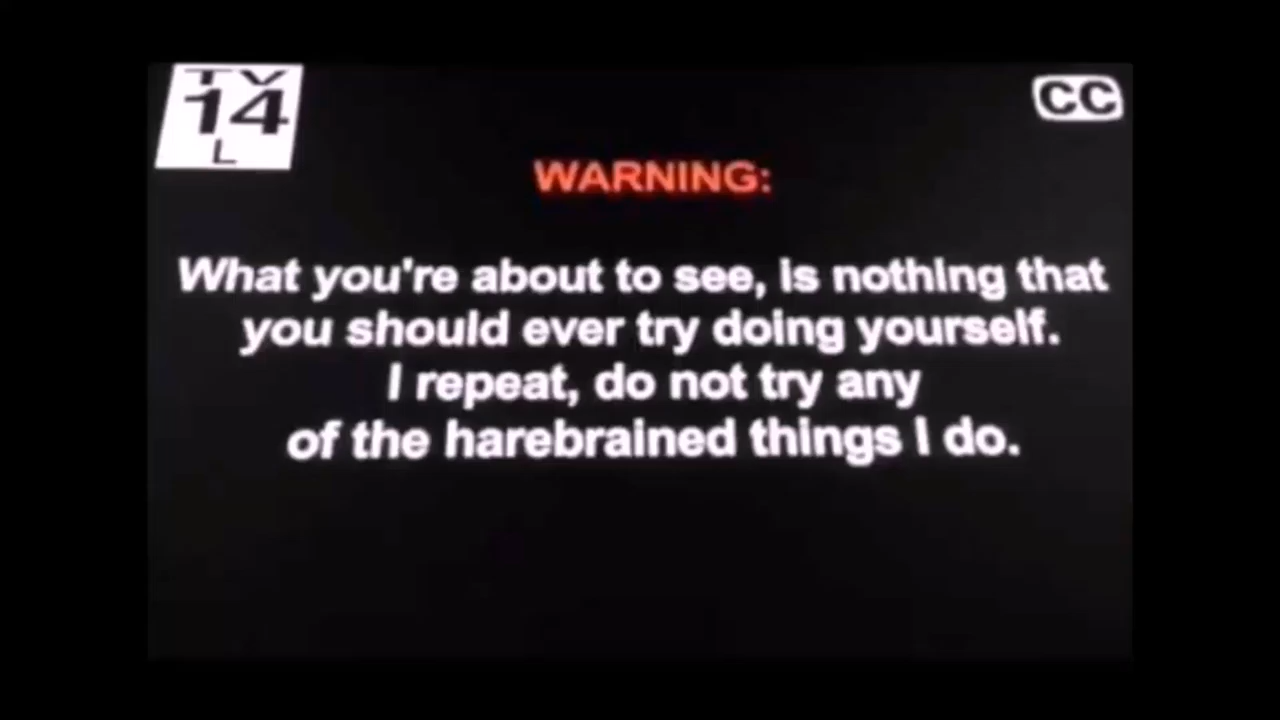 TV
14
L
CC
WARNING:
What you're about to see, is nothing that
you should ever try doing yourself.
I repeat, do not try any
of the harebrained things I do.